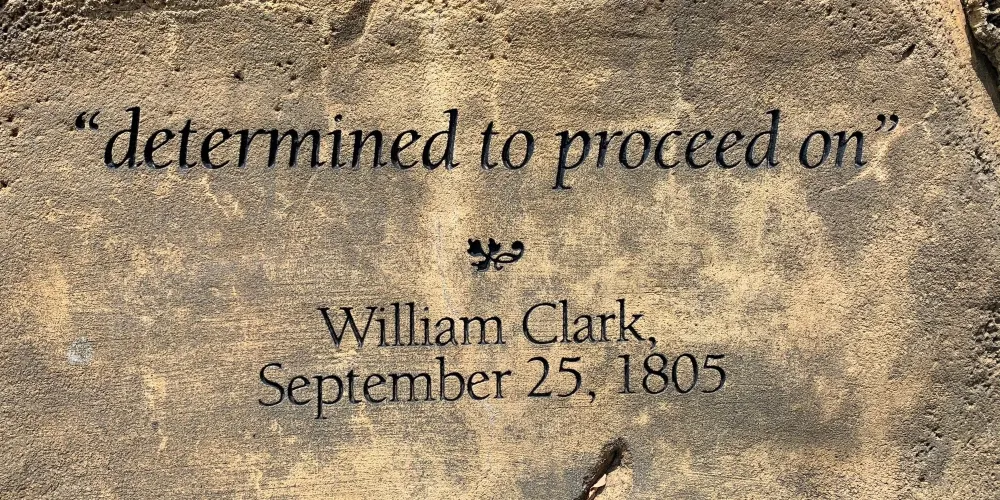 “determined to proceed on”
William Clark,
September 25, 1805